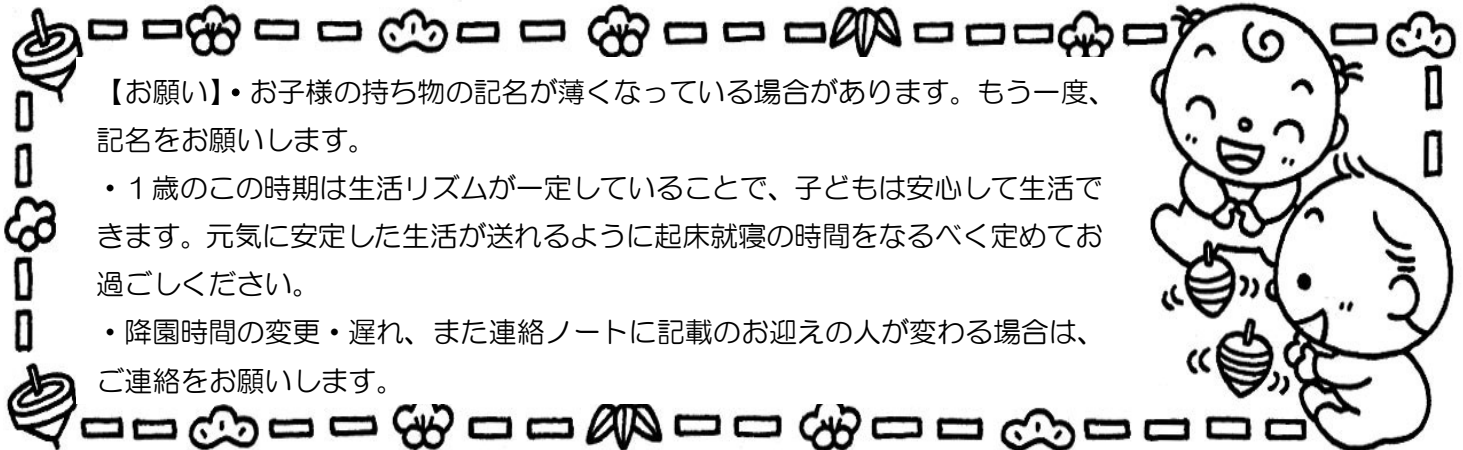 【お願い】・お子様の持ち物の記名が薄くなっている場合があります。もう一度、
記名をお願いします。
・１歳のこの時期は生活リズムが一定していることで、子どもは安心して生活で
きます。元気に安定した生活が送れるように起床就寝の時間をなるべく定めてお
過ごしください。
・降園時間の変更・遅れ、また連絡ノートに記載のお迎えの人が変わる場合は、
ご連絡をお願いします。